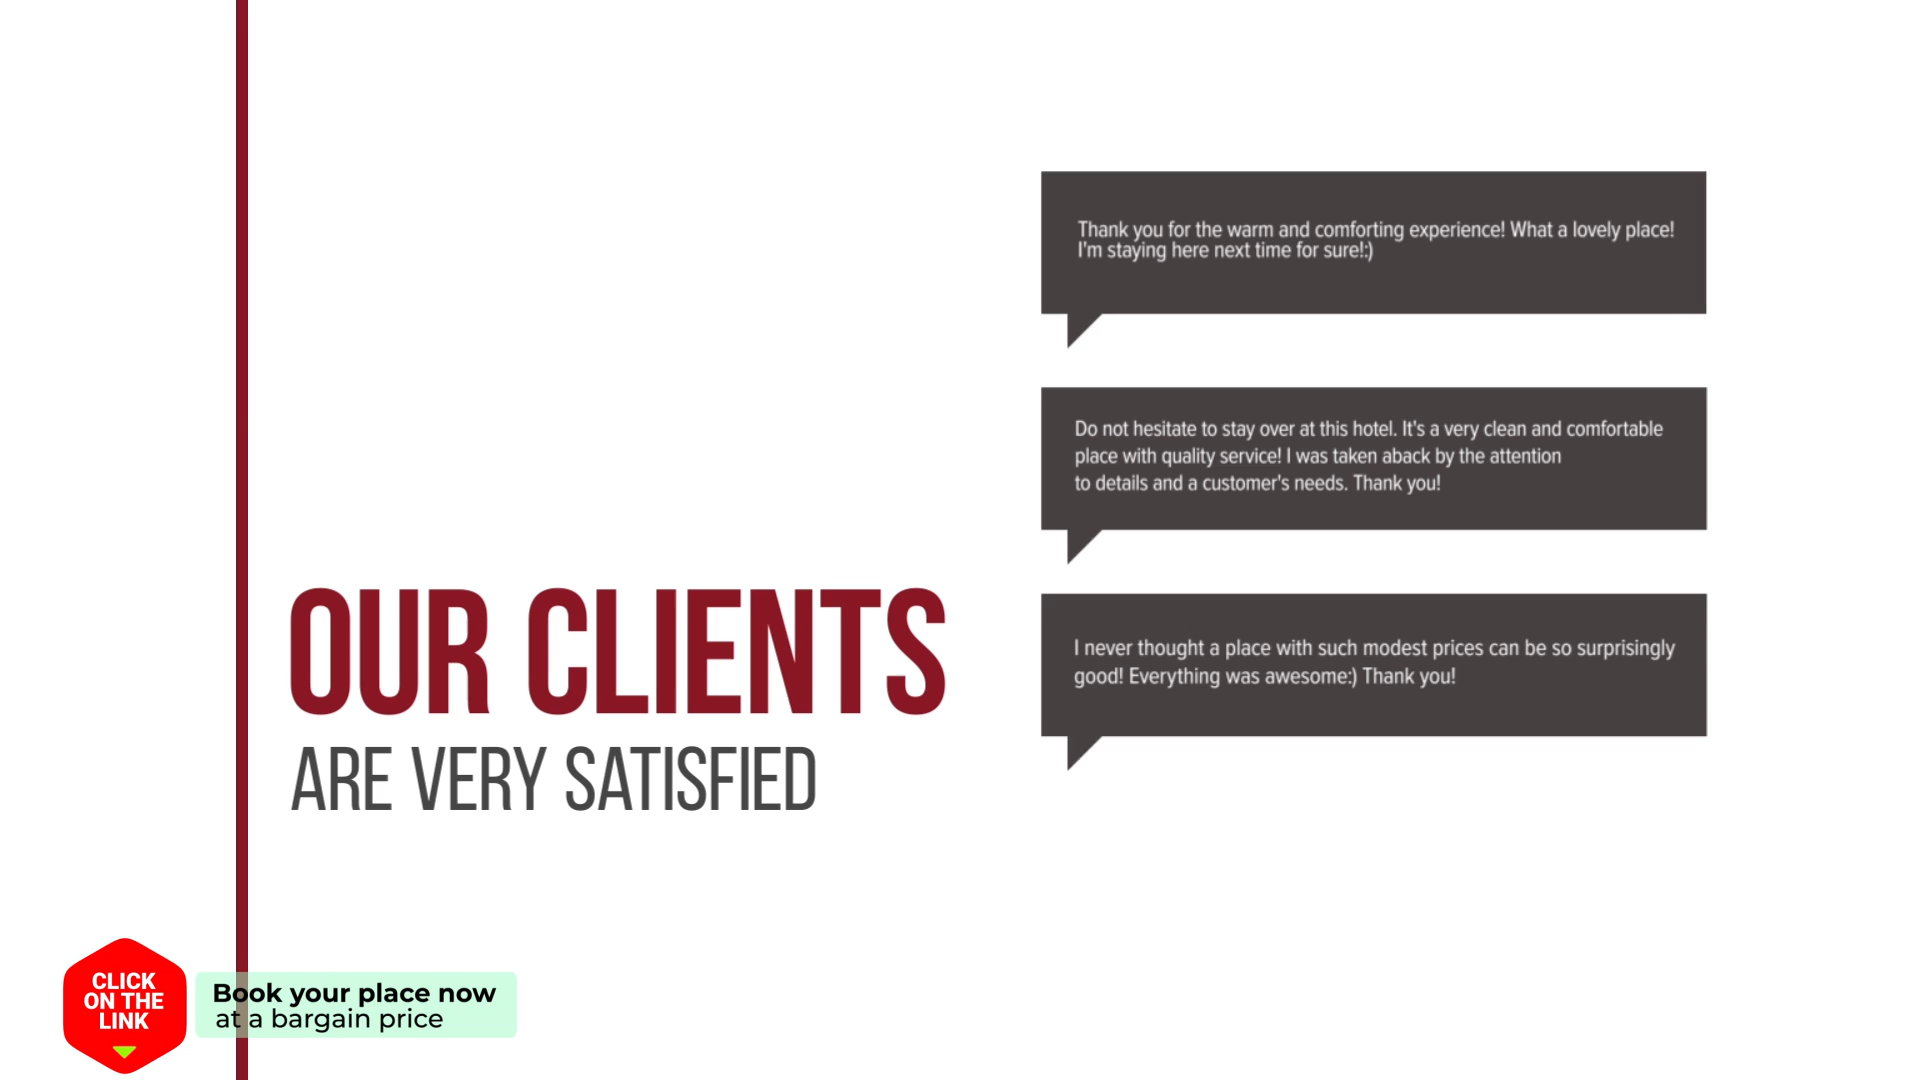 Thank you for the warm and comforting experience! What a lovely place!
I'm staying here next time for sure!:)
Do not hesitate to stay over at this hotel. It's a very clean and comfortable
place with quality service! I was taken aback by the attention
to details and a customer's needs. Thank you!
I never thought a place with such modest prices can be so surprisingly
good! Everything was awesome:) Thank you!
OUR CLIENTS
ARE VERY SATISFIED
CLICK
ON THE
LINK
Book your place now
at a bargain price